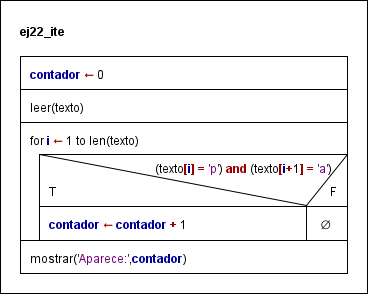 ej22_ite
contador ← 0
leer(texto)
for i ← 1 to len(texto)
(texto[i] = 'p') and (texto[i+1] = 'a')
T
F
contador ← contador + 1
∅
mostrar('Aparece:',contador)